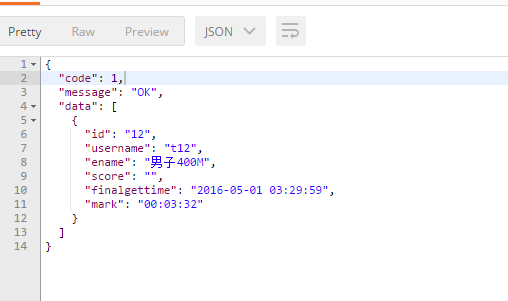 Pretty Raw Preview JSON
1 {
2 "code": 1,
3 "message": "OK",
4 "data": [
5 {
6 "id": "12",
7 "username": "t12",
8 "ename": "男子400M",
9 "score": "",
10 "finalgettime": "2016-05-01 03:29:59",
11 "mark": "00:03:32"
12 }
13 ]
14 }